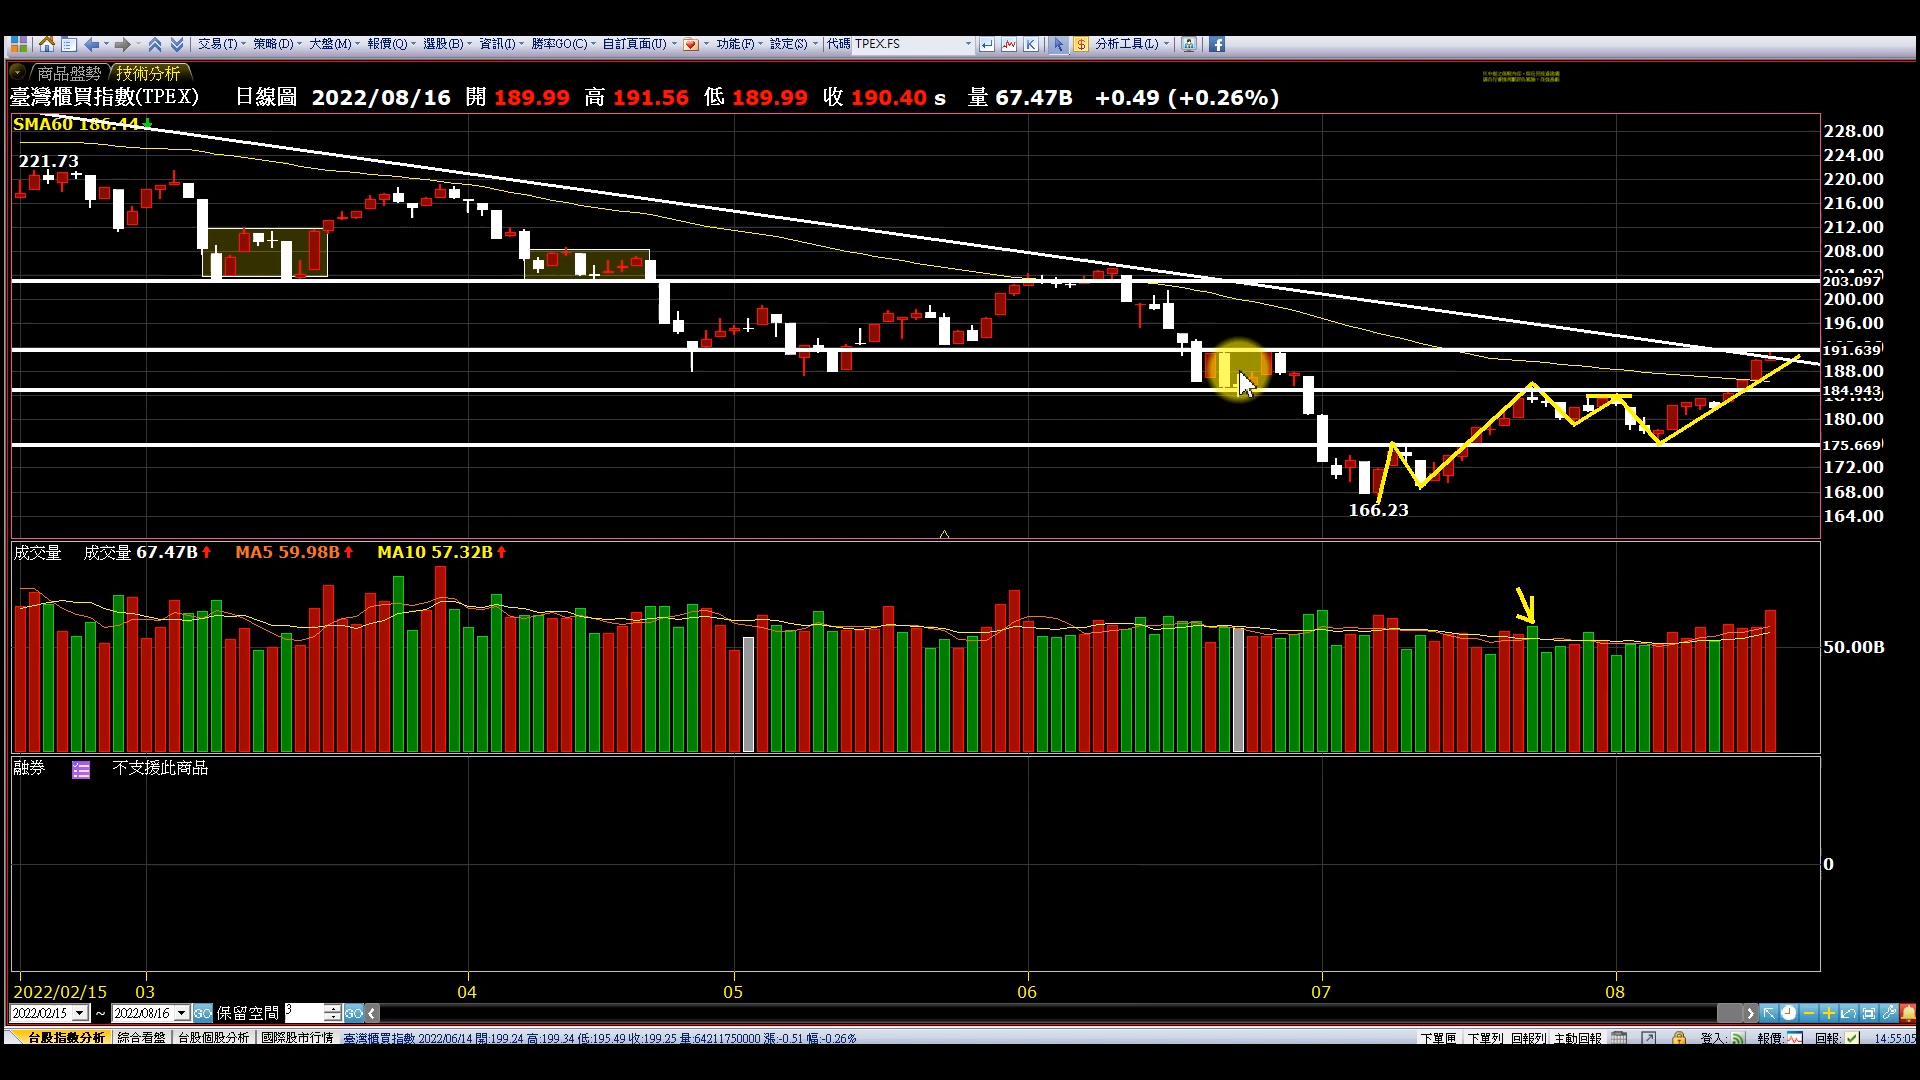 交易(T) 策略(D) 大盤(M) 報價(Q) 選股(B) 資訊(I) 勝率GO(C) 自訂頁面(U) 功能(F) 設定(S) 代碼 TPEX.FS K $ 分析工具(L)
商品盤勢 技術分析
臺灣櫃買指數(TPEX) 日線圖 2022/08/16 開 189.99 高 191.56 低 189.99 收 190.40 s 量 67.47B +0.49 (+0.26%)
SMA60 186.44
221.73
166.23
228.00
224.00
220.00
216.00
212.00
208.00
203.097
200.00
196.00
191.639
188.00
184.943
180.00
175.669
172.00
168.00
164.00
成交量 成交量 67.47B MA5 59.98B MA10 57.32B
50.00B
融券 不支援此商品
0
2022/02/15 03 04 05 06 07 08
2022/02/15 ~ 2022/08/16 GO 保留空間 3 GO
台股指數分析 綜合看盤 台股個股分析 國際股市行情 臺灣櫃買指數 2022/06/14 開:199.24 高:199.34 低:195.49 收:199.25 量:64211750000 漲:-0.51 幅:-0.26% 下單匣 下單列 回報列 主動回報 登入: 報價: 回報: 14:55:05